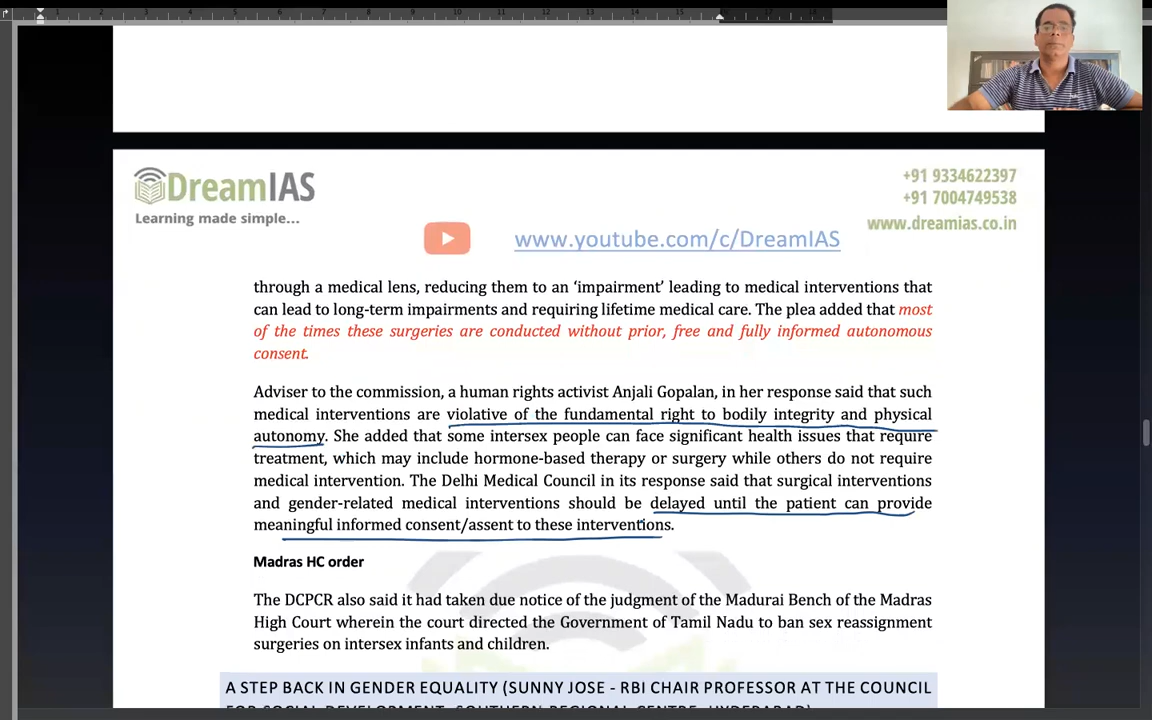 DreamIAS
Learning made simple...
+91 9334622397
+91 7004749538
www.dreamias.co.in
www.youtube.com/c/DreamIAS
through a medical lens, reducing them to an ‘impairment’ leading to medical interventions that
can lead to long-term impairments and requiring lifetime medical care. The plea added that most
of the times these surgeries are conducted without prior, free and fully informed autonomous
consent.
Adviser to the commission, a human rights activist Anjali Gopalan, in her response said that such
medical interventions are violative of the fundamental right to bodily integrity and physical
autonomy. She added that some intersex people can face significant health issues that require
treatment, which may include hormone-based therapy or surgery while others do not require
medical intervention. The Delhi Medical Council in its response said that surgical interventions
and gender-related medical interventions should be delayed until the patient can provide
meaningful informed consent/assent to these interventions.
Madras HC order
The DCPCR also said it had taken due notice of the judgment of the Madurai Bench of the Madras
High Court wherein the court directed the Government of Tamil Nadu to ban sex reassignment
surgeries on intersex infants and children.
A STEP BACK IN GENDER EQUALITY (SUNNY JOSE - RBI CHAIR PROFESSOR AT THE COUNCIL
FOR SOCIAL DEVELOPMENT, SOUTHERN REGIONAL CENTRE, HYDERABAD)